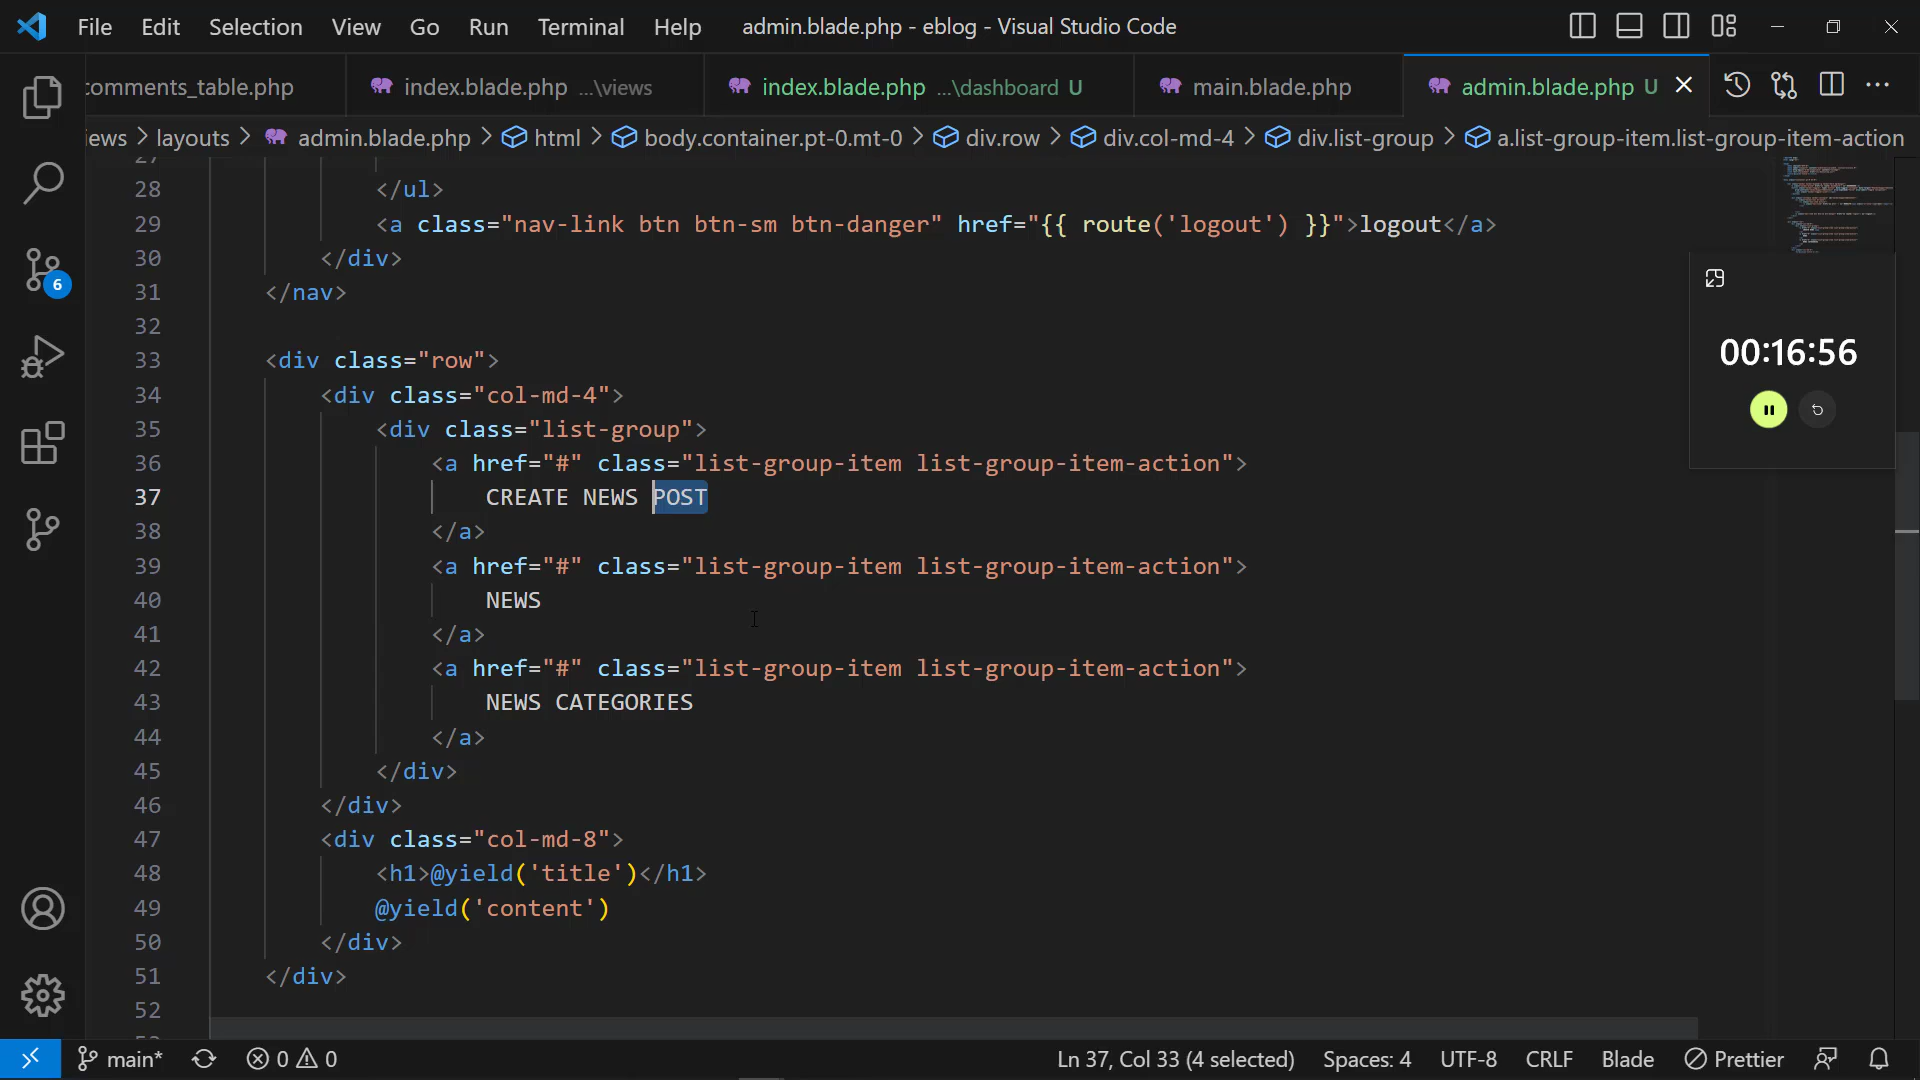 File Edit Selection View Go Run Terminal Help admin.blade.php - eblog - Visual Studio Code
comments_table.php index.blade.php ...\views index.blade.php ...\dashboard U main.blade.php admin.blade.php U
iews > layouts > admin.blade.php > html > body.container.pt-0.mt-0 > div.row > div.col-md-4 > div.list-group > a.list-group-item.list-group-item-action
27
28 </ul>
29 <a class="nav-link btn btn-sm btn-danger" href="{{ route('logout') }}">logout</a>
30 </div>
31 </nav>
32
33 <div class="row">
34 <div class="col-md-4">
35 <div class="list-group">
36 <a href="#" class="list-group-item list-group-item-action">
37 CREATE NEWS POST
38 </a>
39 <a href="#" class="list-group-item list-group-item-action">
40 NEWS
41 </a>
42 <a href="#" class="list-group-item list-group-item-action">
43 NEWS CATEGORIES
44 </a>
45 </div>
46 </div>
47 <div class="col-md-8">
48 <h1>@yield('title')</h1>
49 @yield('content')
50 </div>
51 </div>
52
00:16:56
6
main* 0 0 Ln 37, Col 33 (4 selected) Spaces: 4 UTF-8 CRLF Blade Prettier